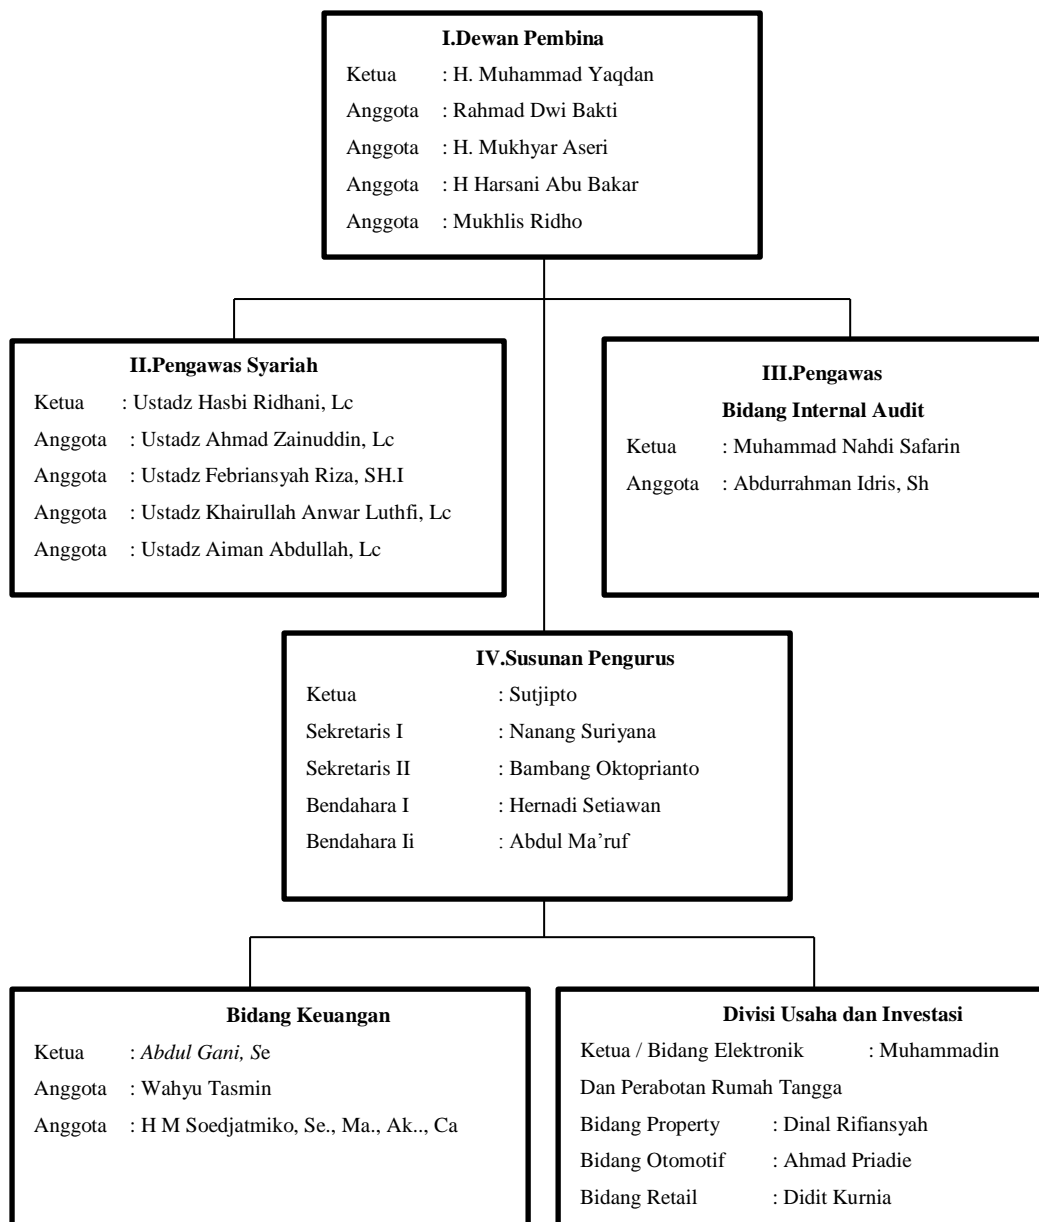 I.Dewan Pembina
Ketua : H. Muhammad Yaqdan
Anggota : Rahmad Dwi Bakti
Anggota : H. Mukhyar Aseri
Anggota : H Harsani Abu Bakar
Anggota : Mukhlis Ridho
II.Pengawas Syariah
Ketua : Ustadz Hasbi Ridhani, Lc
Anggota : Ustadz Ahmad Zainuddin, Lc
Anggota : Ustadz Febriansyah Riza, SH.I
Anggota : Ustadz Khairullah Anwar Luthfi, Lc
Anggota : Ustadz Aiman Abdullah, Lc
III.Pengawas
Bidang Internal Audit
Ketua : Muhammad Nahdi Safarin
Anggota : Abdurrahman Idris, Sh
IV.Susunan Pengurus
Ketua : Sutjipto
Sekretaris I : Nanang Suriyana
Sekretaris II : Bambang Oktoprianto
Bendahara I : Hernadi Setiawan
Bendahara Ii : Abdul Ma’ruf
Bidang Keuangan
Ketua : Abdul Gani, Se
Anggota : Wahyu Tasmin
Anggota : H M Soedjatmiko, Se., Ma., Ak.., Ca
Divisi Usaha dan Investasi
Ketua / Bidang Elektronik : Muhammadin
Dan Perabotan Rumah Tangga
Bidang Property : Dinal Rifiansyah
Bidang Otomotif : Ahmad Priadie
Bidang Retail : Didit Kurnia